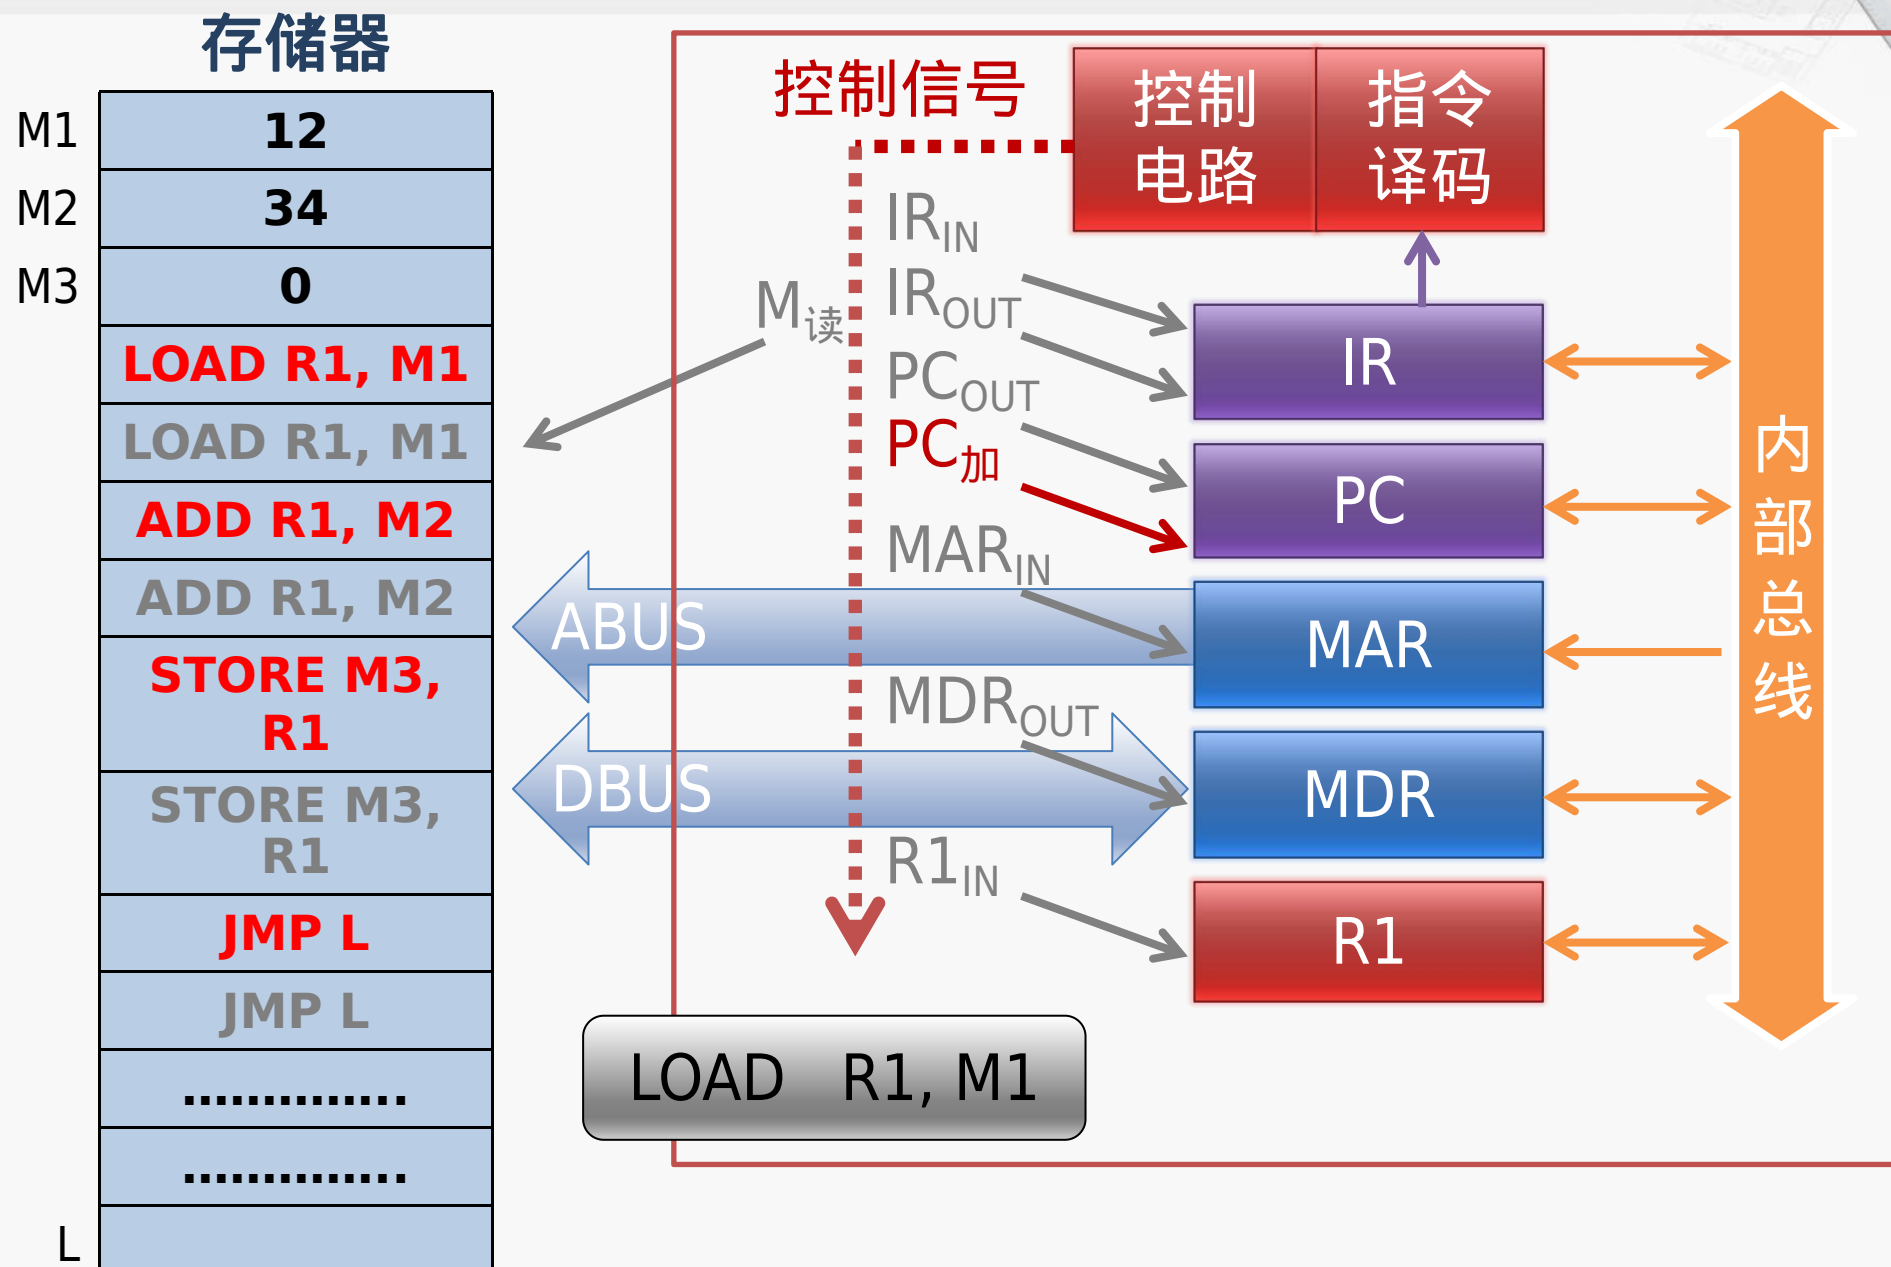 存储器
M1
12
M2
34
M3
0
LOAD R1, M1
LOAD R1, M1
ADD R1, M2
ADD R1, M2
STORE M3,
R1
STORE M3,
R1
JMP L
JMP L
..............
..............
L
控制信号
控制
电路
指令
译码
IRIN
IROUT
M读
PCOUT
PC加
MARIN
MDROUT
R1IN
ABUS
DBUS
IR
PC
MAR
MDR
R1
内
部
总
线
LOAD R1, M1